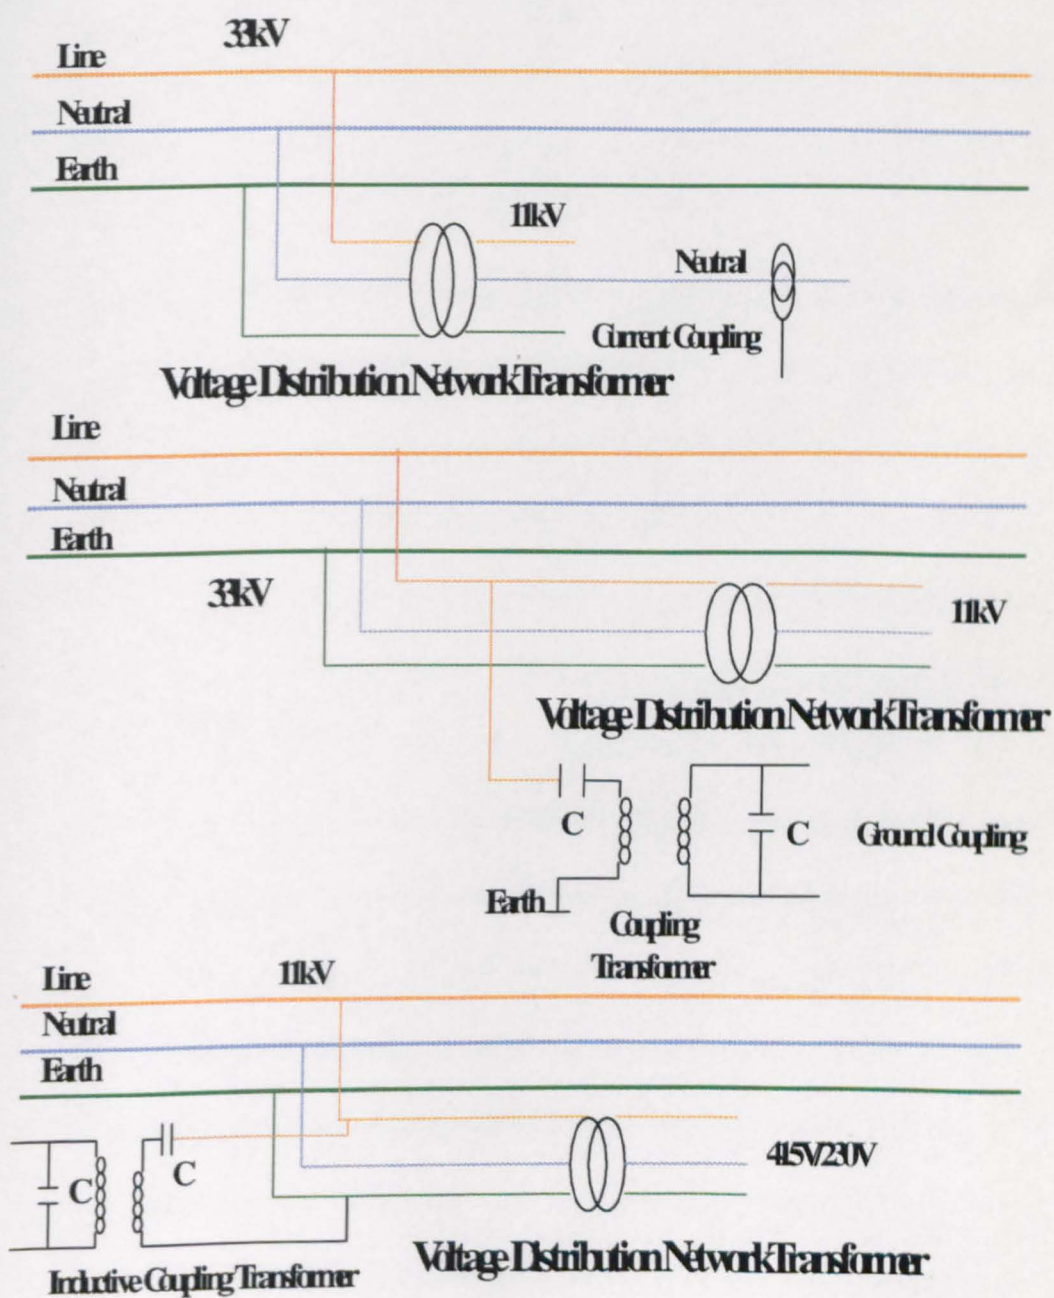 33kV
Line
Neutral
Earth
11kV
Neutral
Current Coupling
Voltage Distribution Network Transformer
Line
Neutral
Earth
33kV
11kV
Voltage Distribution Network Transformer
C
C
Ground Coupling
Earth
Coupling
Transformer
Line
11kV
Neutral
Earth
415V/230V
C
C
Voltage Distribution Network Transformer
Inductive Coupling Transformer